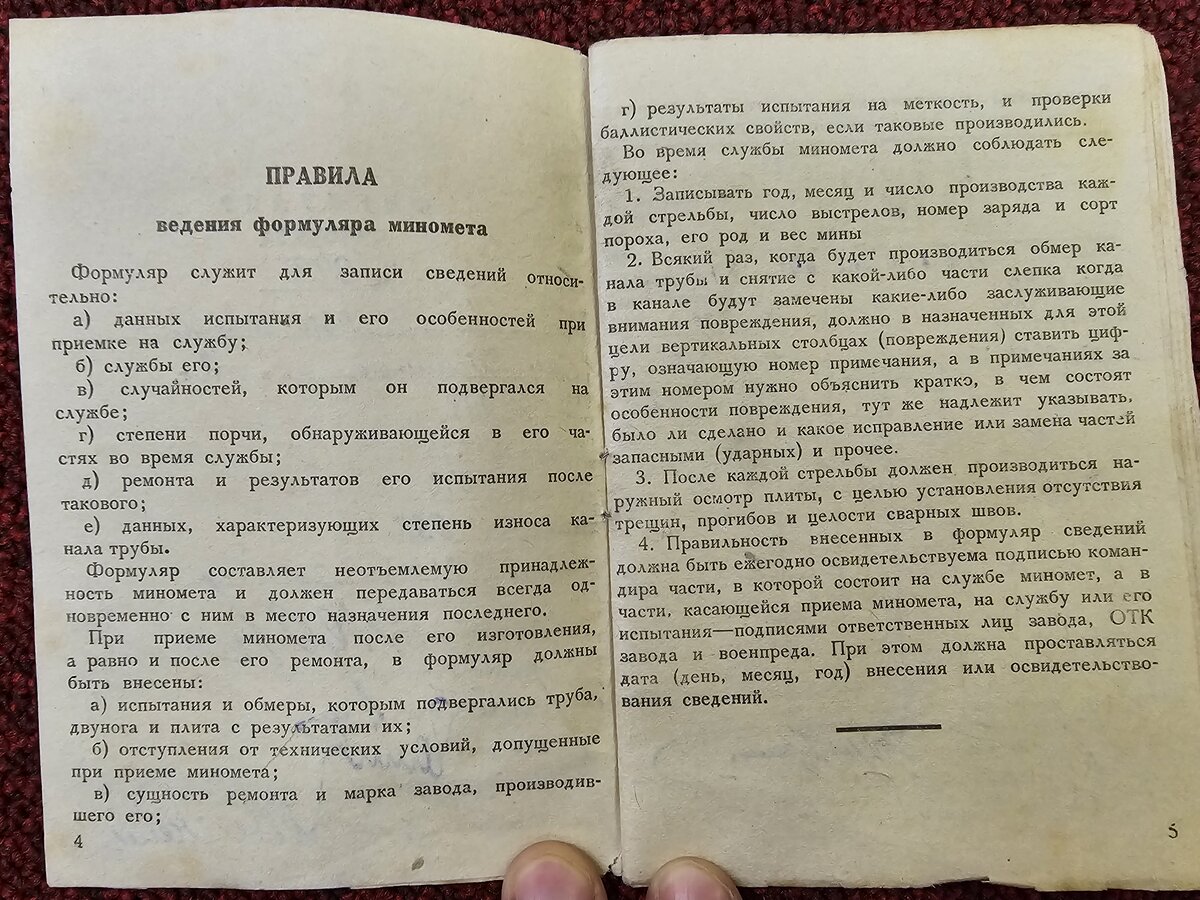 ПРАВИЛА
ведения формуляра миномета
Формуляр служит для записи сведений относи-
тельно:
а) данных испытания и его особенностей при
приемке на службу;
б) службы его;
в) случайностей, которым он подвергался на
службе;
г) степени порчи, обнаруживающейся в его ча-
стях во время службы;
д) ремонта и результатов его испытания после
такового;
е) данных, характеризующих степень износа ка-
нала трубы.
Формуляр составляет неотъемлемую принадлеж-
ность миномета и должен передаваться всегда од-
новременно с ним в место назначения последнего.
При приеме миномета после его изготовления,
а равно и после его ремонта, в формуляр должны
быть внесены:
а) испытания и обмеры, которым подвергались труба,
двунога и плита с результатами их;
б) отступления от технических условий, допущенные
при приеме миномета;
в) сущность ремонта и марка завода, производив-
шего его;
4
г) результаты испытания на меткость, и проверки
баллистических свойств, если таковые производились.
Во время службы миномета должно соблюдать сле-
дующее:
1. Записывать год, месяц и число производства каж-
дой стрельбы, число выстрелов, номер заряда и сорт
пороха, его род и вес мины
2. Всякий раз, когда будет производиться обмер ка-
нала трубы и снятие с какой-либо части слепка когда
в канале будут замечены какие-либо заслуживающие
внимания повреждения, должно в назначенных для этой
цели вертикальных столбцах (повреждения) ставить циф-
ру, означающую номер примечания, а в примечаниях за
этим номером нужно объяснить кратко, в чем состоят
особенности повреждения, тут же надлежит указывать,
было ли сделано и какое исправление или замена частей
запасными (ударных) и прочее.
3. После каждой стрельбы должен производиться на-
ружный осмотр плиты, с целью установления отсутствия
трещин, прогибов и целости сварных швов.
4. Правильность внесенных в формуляр сведений
должна быть ежегодно освидетельствуема подписью коман-
дира части, в которой состоит на службе миномет, а в
части, касающейся приема миномета, на службу или его
испытания—подписями ответственных лиц завода, ОТК
завода и военпреда. При этом должна проставляться
дата (день, месяц, год) внесения или освидетельство-
вания сведений.
5